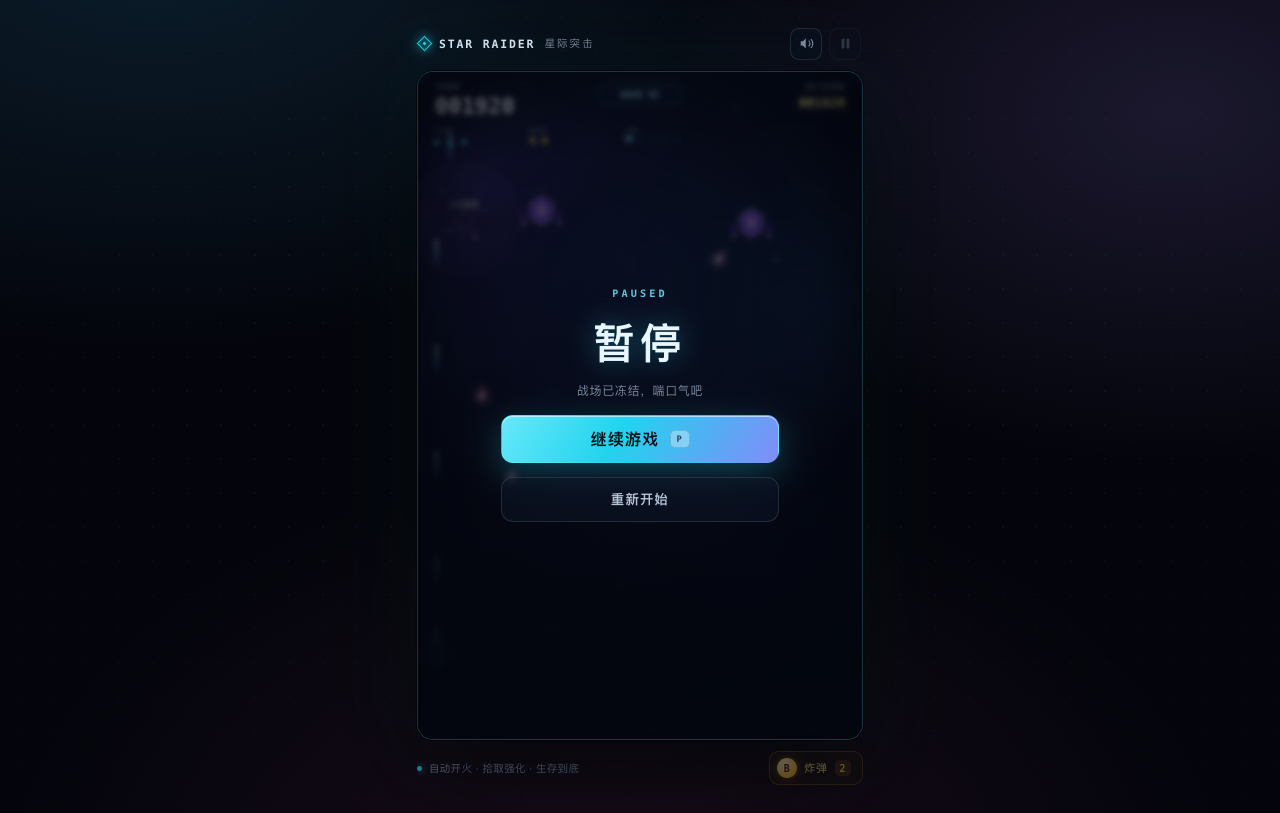 STAR RAIDER 星际突击
001920
001920
PAUSED
暂停
战场已冻结，喘口气吧
继续游戏 P
重新开始
自动开火 · 拾取强化 · 生存到底
B 炸弹 2